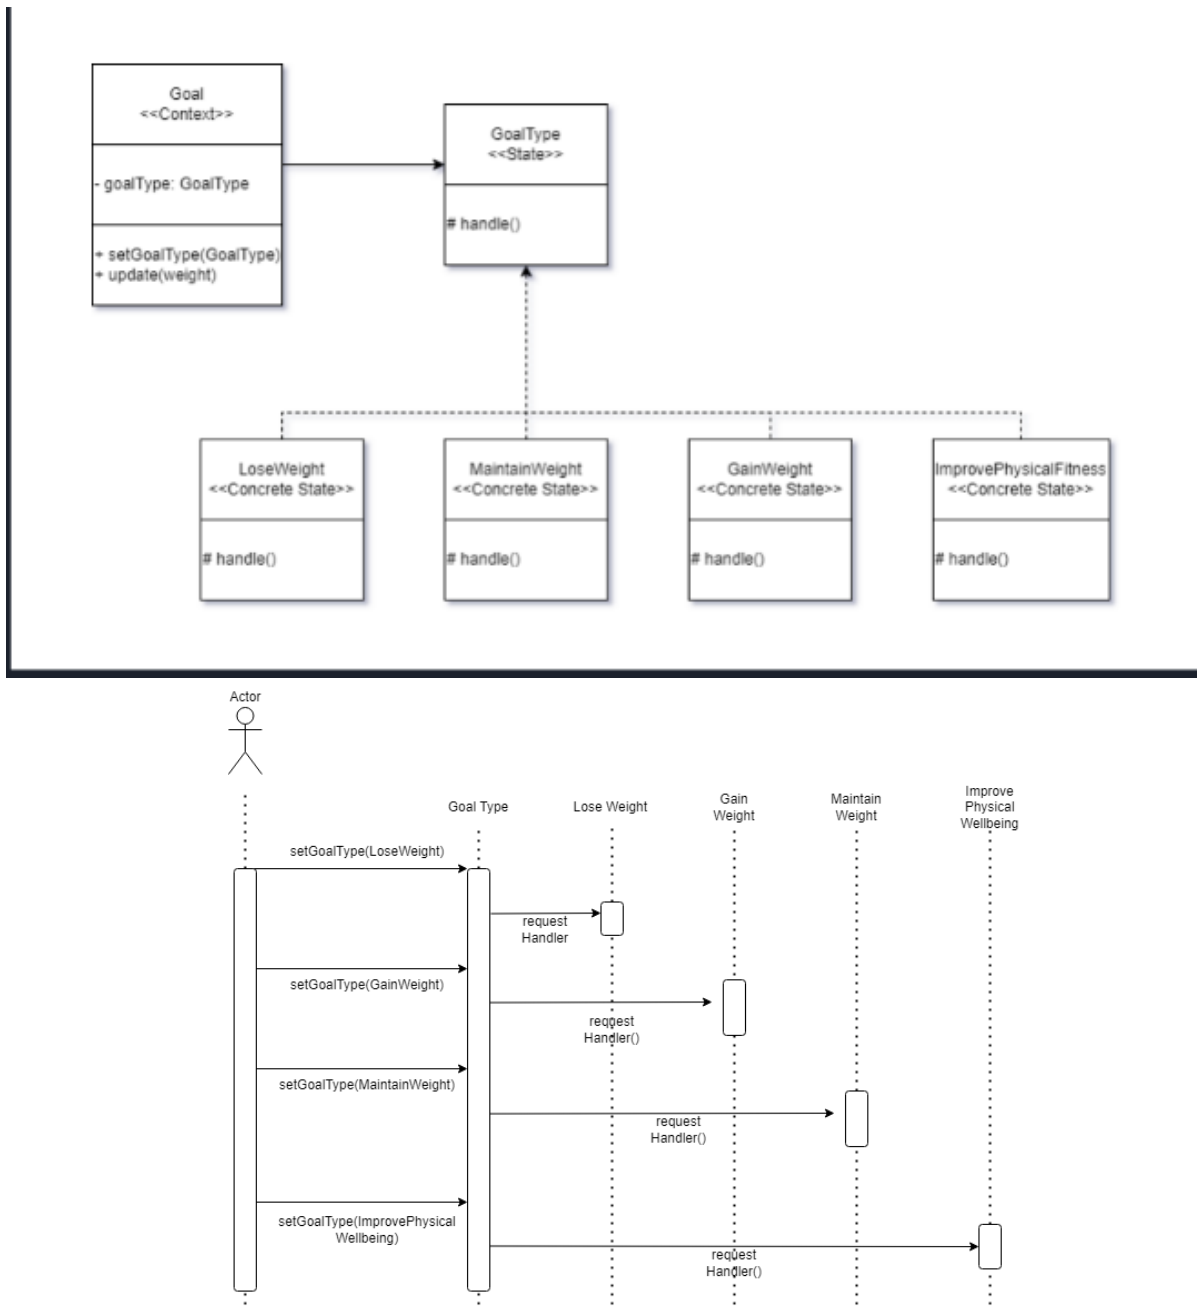 Goal
<<Context>>
- goalType: GoalType
+ setGoalType(GoalType)
+ update(weight)
GoalType
<<State>>
# handle()
LoseWeight
<<Concrete State>>
# handle()
MaintainWeight
<<Concrete State>>
# handle()
GainWeight
<<Concrete State>>
# handle()
ImprovePhysicalFitness
<<Concrete State>>
# handle()
Actor
Goal Type
Lose Weight
Gain
Weight
Maintain
Weight
Improve
Physical
Wellbeing
setGoalType(LoseWeight)
request
Handler
setGoalType(GainWeight)
request
Handler()
setGoalType(MaintainWeight)
request
Handler()
setGoalType(ImprovePhysical
Wellbeing)
request
Handler()